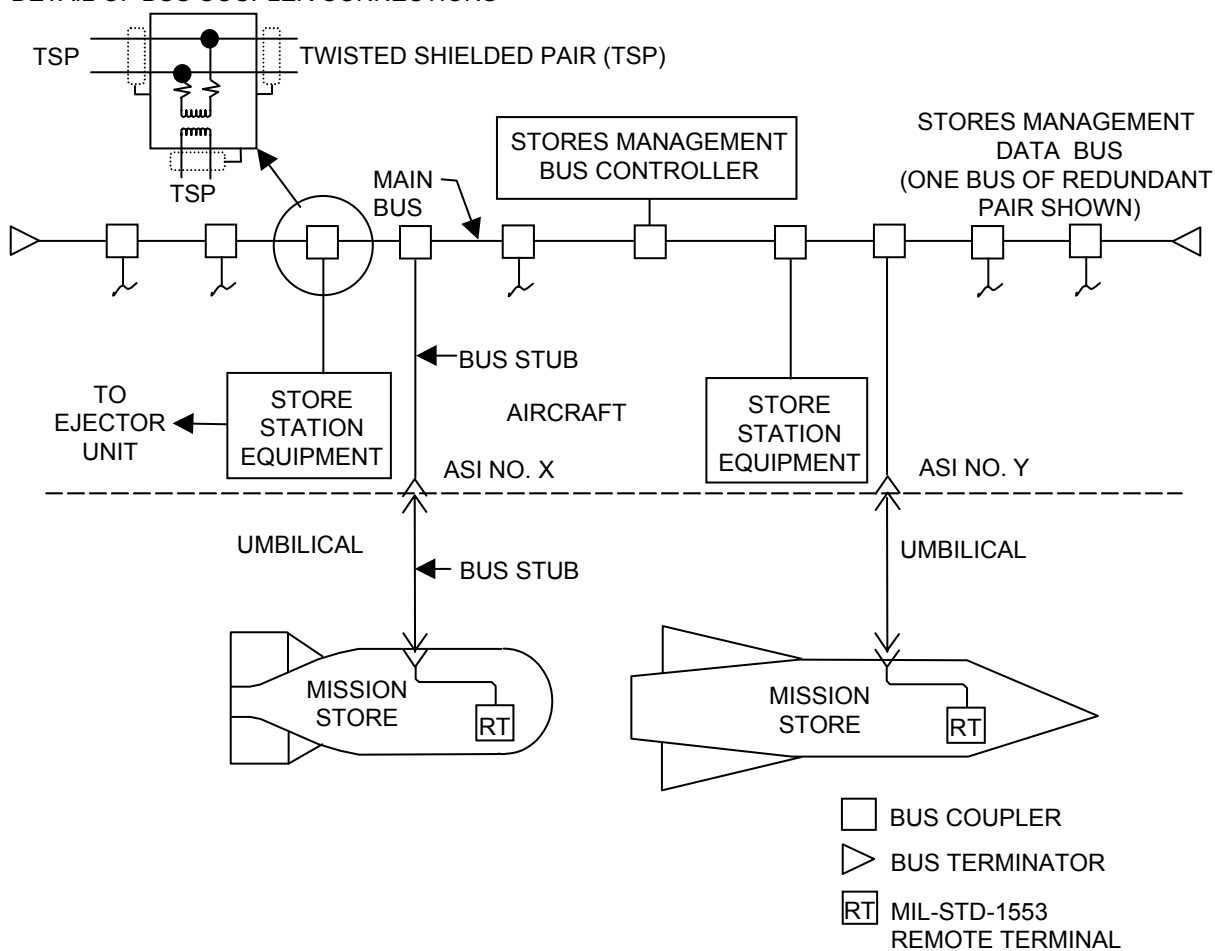 DETAIL OF BUS COUPLER CONNECTIONS
TSP
TWISTED SHIELDED PAIR (TSP)
TSP
MAIN
BUS
STORES MANAGEMENT
BUS CONTROLLER
STORES MANAGEMENT
DATA BUS
(ONE BUS OF REDUNDANT
PAIR SHOWN)
BUS STUB
TO
EJECTOR
UNIT
STORE
STATION
EQUIPMENT
AIRCRAFT
STORE
STATION
EQUIPMENT
ASI NO. X
ASI NO. Y
UMBILICAL
BUS STUB
UMBILICAL
MISSION
STORE
RT
MISSION
STORE
RT
BUS COUPLER
BUS TERMINATOR
RT MIL-STD-1553
REMOTE TERMINAL